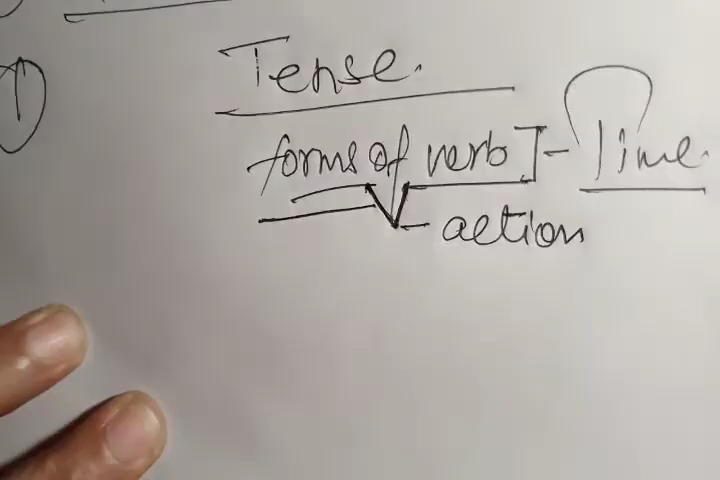 Tense.
forms of verb] - Time.
V - action